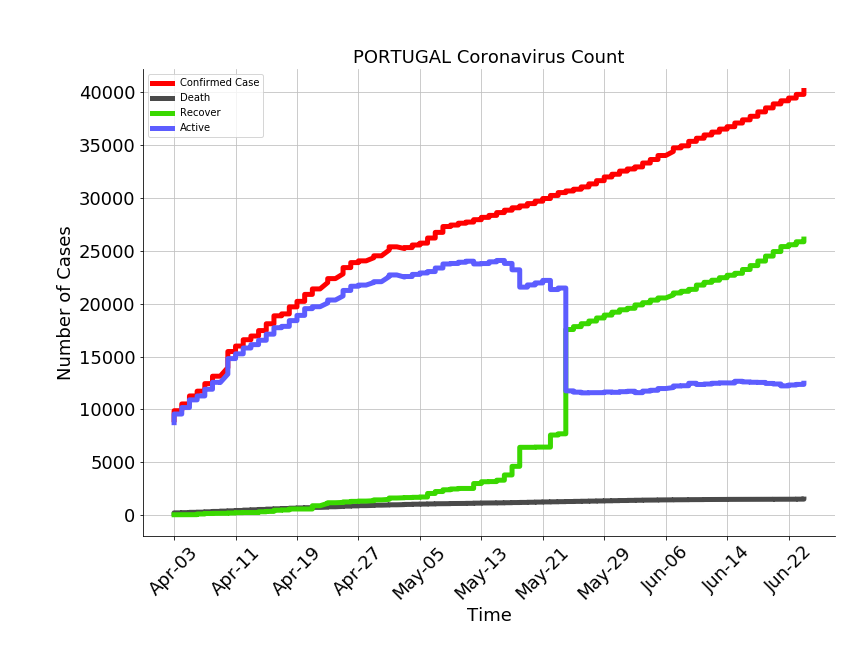 PORTUGAL Coronavirus Count
Confirmed Case
Death
Recover
Active
40000
35000
30000
25000
20000
15000
10000
5000
0
Number of Cases
Apr-03
Apr-11
Apr-19
Apr-27
May-05
May-13
May-21
May-29
Jun-06
Jun-14
Jun-22
Time